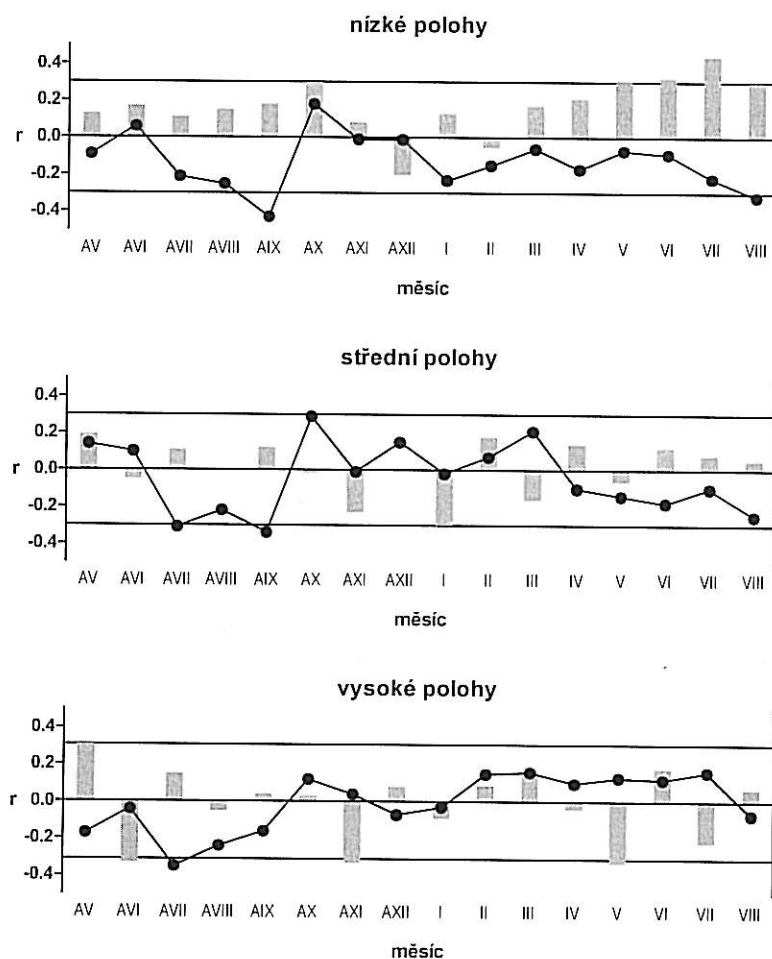 nízké polohy
0.4
0.2
r 0.0
-0.2
-0.4
AV AVI AVII AVIII AIX AX AXI AXII I II III IV V VI VII VIII
měsíc
střední polohy
0.4
0.2
r 0.0
-0.2
-0.4
AV AVI AVII AVIII AIX AX AXI AXII I II III IV V VI VII VIII
měsíc
vysoké polohy
0.4
0.2
r 0.0
-0.2
-0.4
AV AVI AVII AVIII AIX AX AXI AXII I II III IV V VI VII VIII
měsíc